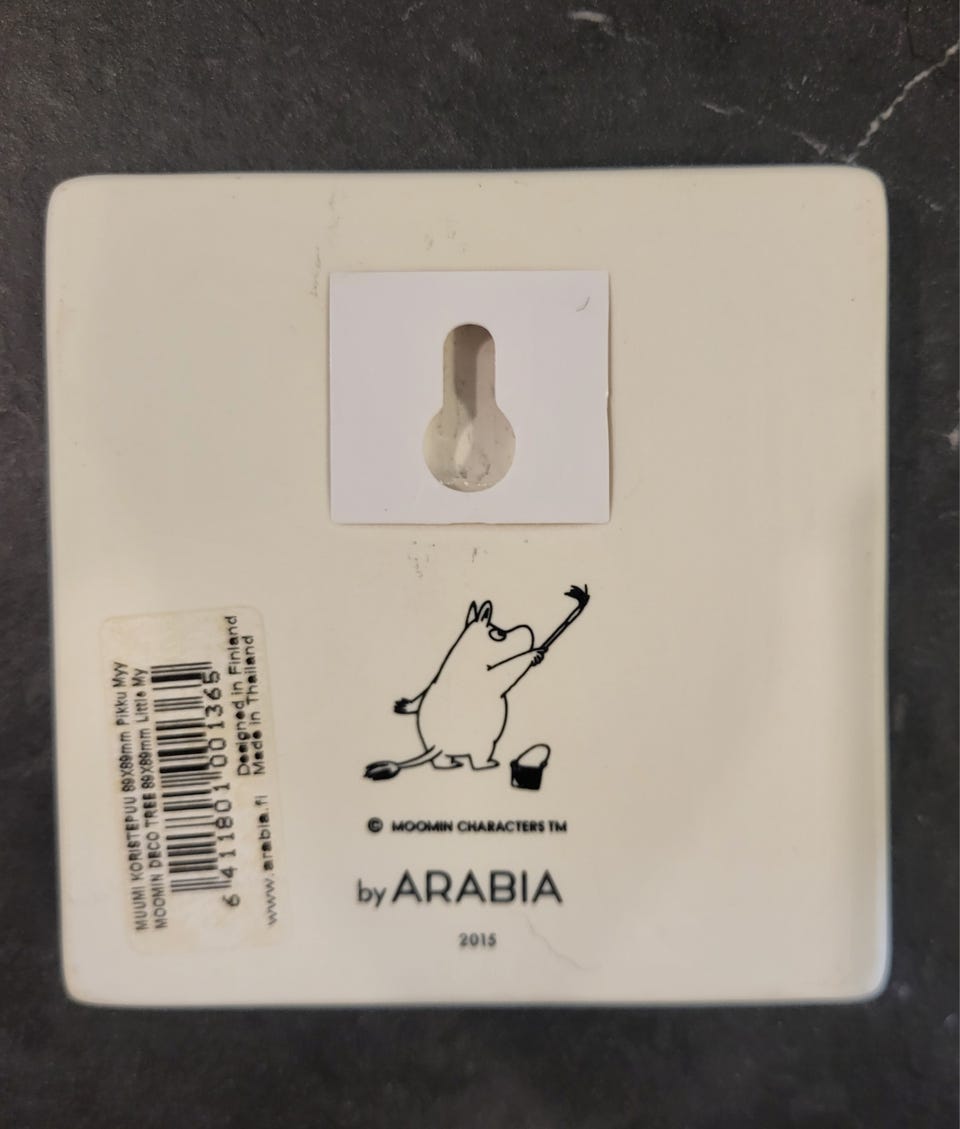 MUUMI KORISTEPUU 89X89mm Pikku Myy
MOOMIN DECO TREE 89X89mm Little My
6 411801 001365
www.arabia.fi Designed in Finland
Made in Thailand
© MOOMIN CHARACTERS TM
by ARABIA
2015